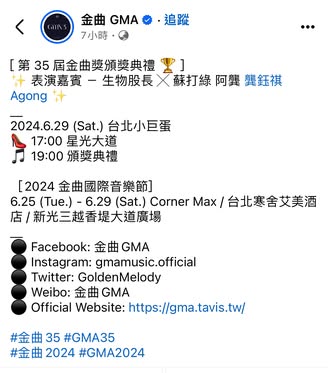 金曲 GMA · 追蹤
GMA 35
7小時 ·
[ 第 35 屆金曲獎頒獎典禮 🏆 ]
✨ 表演嘉賓 － 生物股長╳蘇打綠 阿龔 龔鈺祺
Agong ✨
__
2024.6.29 (Sat.) 台北小巨蛋
👠 17:00 星光大道
🎵 19:00 頒獎典禮
［2024 金曲國際音樂節］
6.25 (Tue.) - 6.29 (Sat.) Corner Max / 台北寒舍艾美酒
店 / 新光三越香堤大道廣場
__
⚫ Facebook: 金曲 GMA
⚫ Instagram: gmamusic.official
⚫ Twitter: GoldenMelody
⚫ Weibo: 金曲 GMA
⚫ Official Website: https://gma.tavis.tw/
#金曲 35 #GMA35
#金曲 2024 #GMA2024